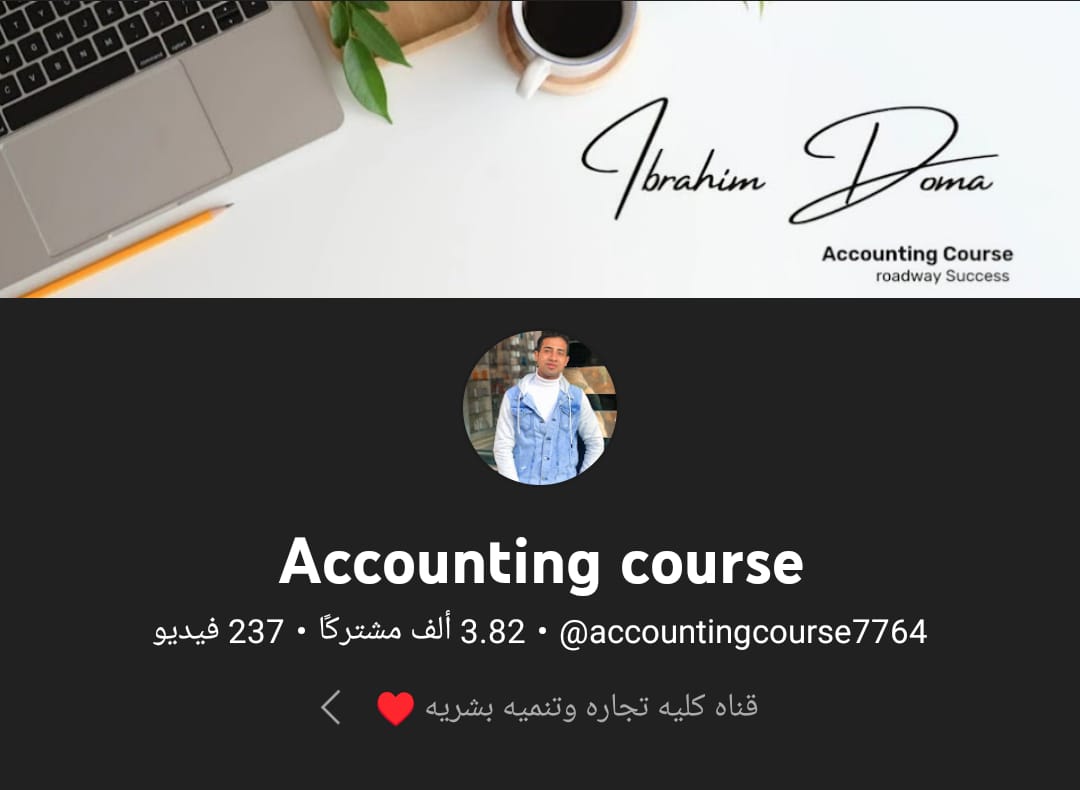 Ibrahim Doma
Accounting Course
roadway Success
Accounting course
@accountingcourse7764 • 3.82 ألف مشتركًا • 237 فيديو
قناه كليه تجاره وتنميه بشريه ❤️